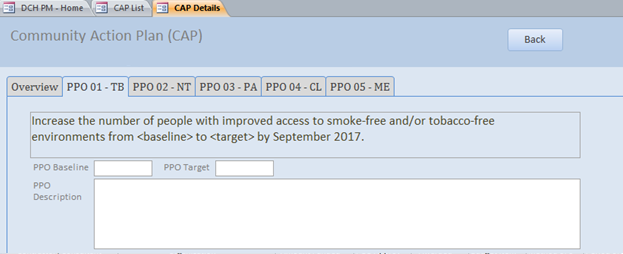 DCH PM - Home CAP List CAP Details
Community Action Plan (CAP)
Back
Overview PPO 01 - TB PPO 02 - NT PPO 03 - PA PPO 04 - CL PPO 05 - ME
Increase the number of people with improved access to smoke-free and/or tobacco-free
environments from <baseline> to <target> by September 2017.
PPO Baseline PPO Target
PPO
Description